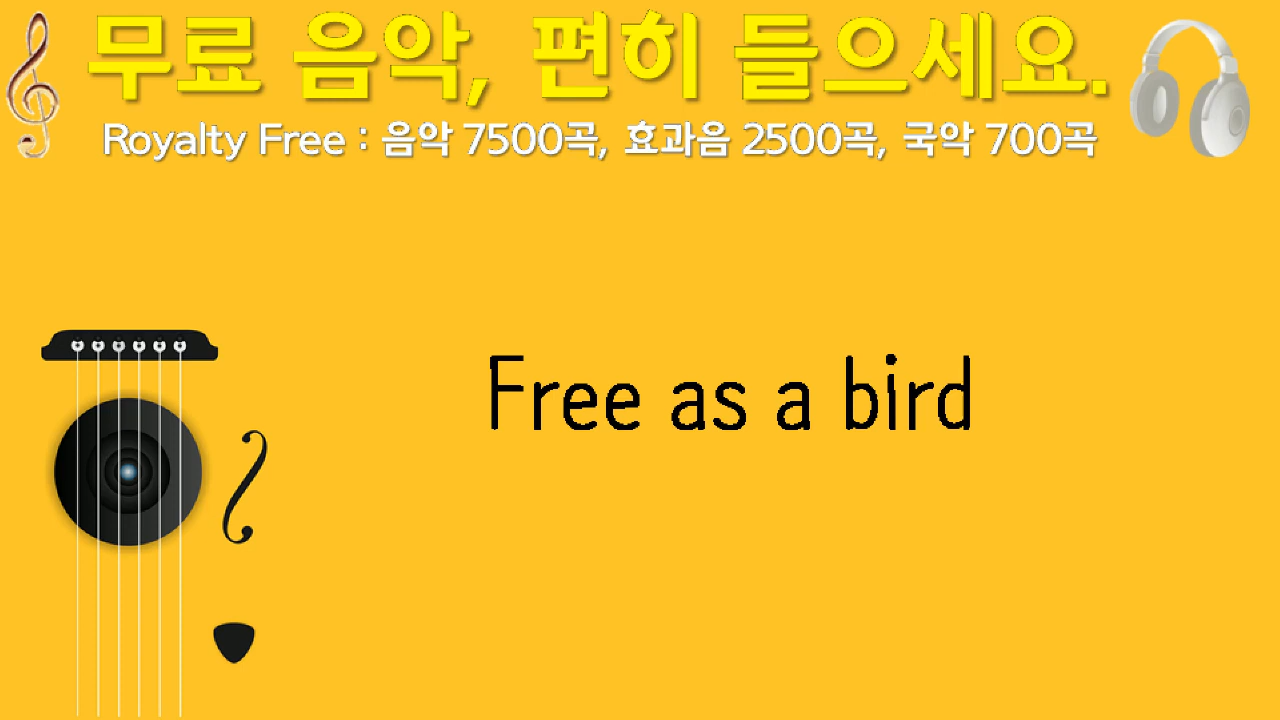 무료 음악, 편히 들으세요.
Royalty Free : 음악 7500곡, 효과음 2500곡, 국악 700곡
Free as a bird